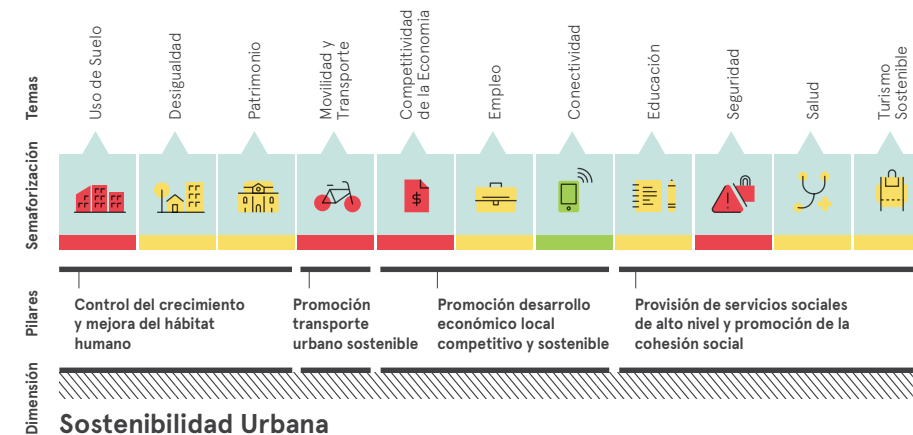 Temas
Uso de Suelo
Desigualdad
Patrimonio
Movilidad y
Transporte
Competitividad
de la Economia
Empleo
Conectividad
Educación
Seguridad
Salud
Turismo
Sostenible
Semaforización
$
Pilares
Control del crecimiento
y mejora del hábitat
humano
Promoción
transporte
urbano sostenible
Promoción desarrollo
económico local
competitivo y sostenible
Provisión de servicios sociales
de alto nivel y promoción de la
cohesión social
Dimensión
Sostenibilidad Urbana